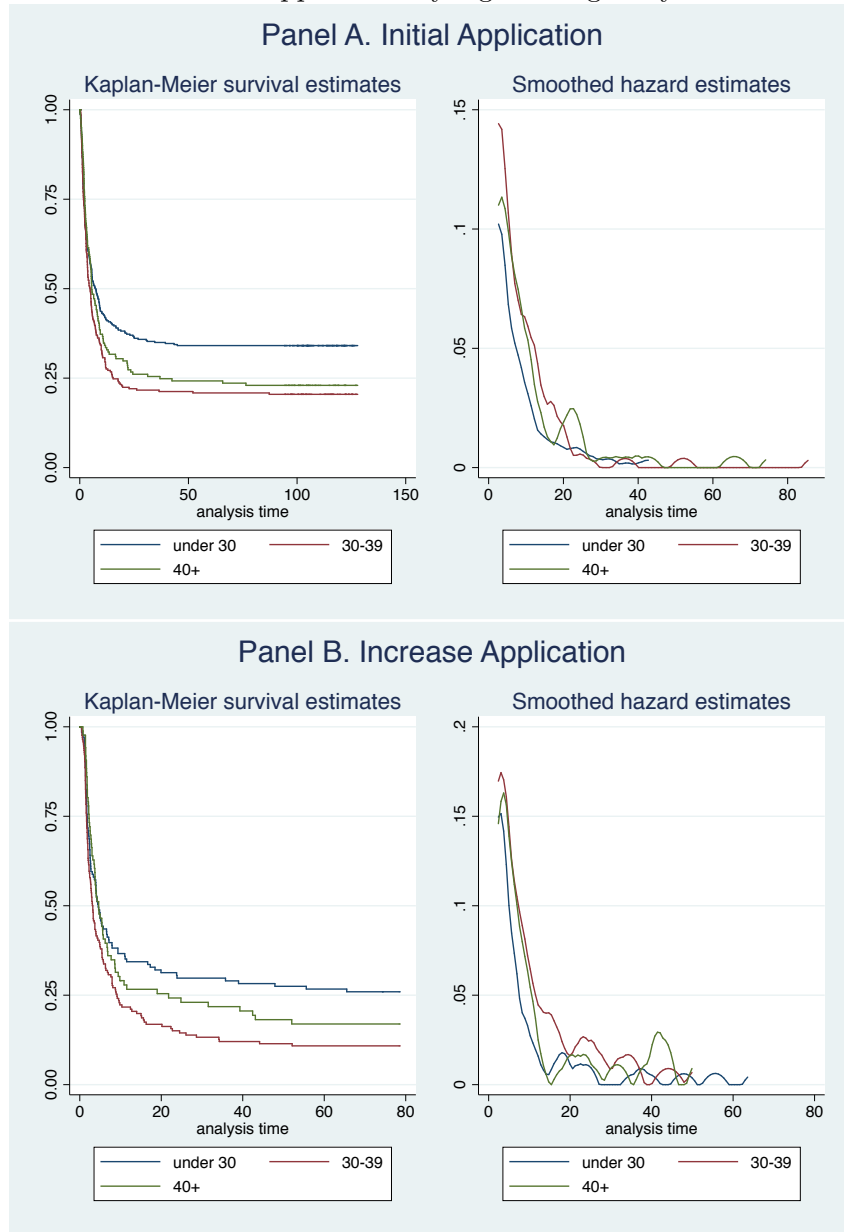 Panel A. Initial Application
Kaplan-Meier survival estimates
1.00
0.75
0.50
0.25
0.00
0 50 100 150
analysis time
under 30 30-39
40+
Smoothed hazard estimates
.15
.1
.05
0
0 20 40 60 80
analysis time
under 30 30-39
40+
Panel B. Increase Application
Kaplan-Meier survival estimates
1.00
0.75
0.50
0.25
0.00
0 20 40 60 80
analysis time
under 30 30-39
40+
Smoothed hazard estimates
.2
.15
.1
.05
0
0 20 40 60 80
analysis time
under 30 30-39
40+